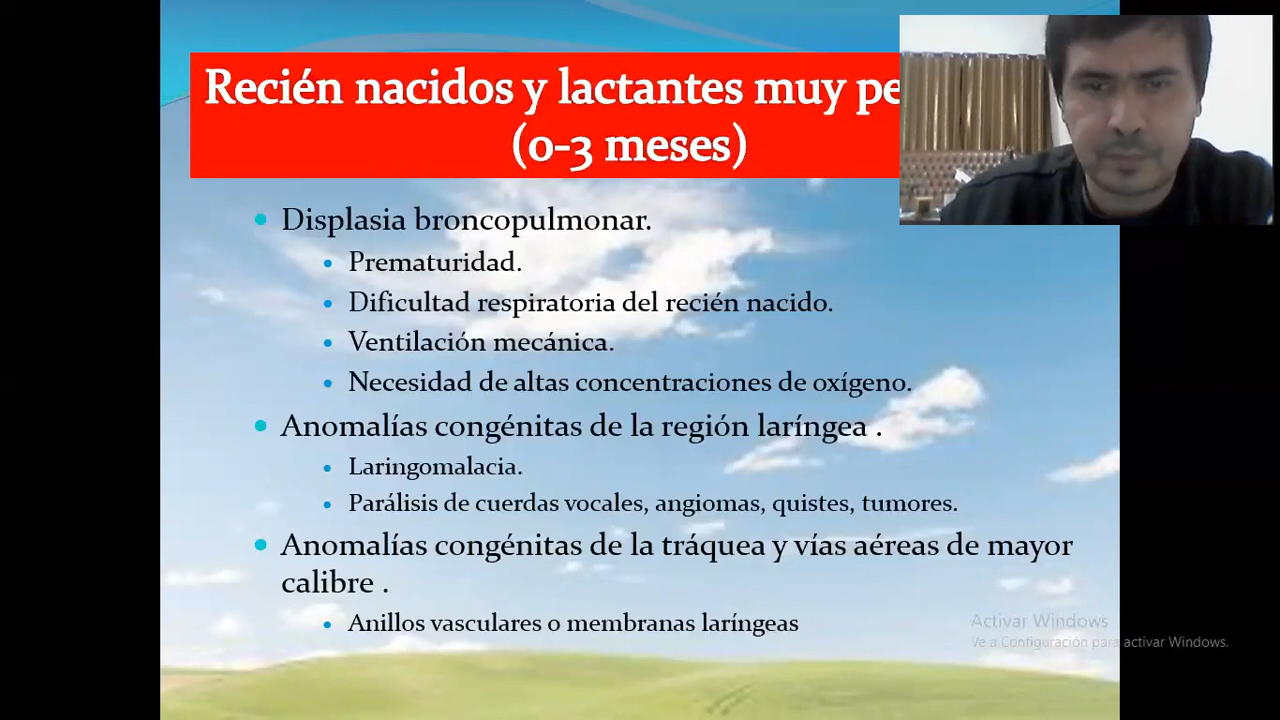 Recién nacidos y lactantes muy pe
(0-3 meses)
Displasia broncopulmonar.
Prematuridad.
Dificultad respiratoria del recién nacido.
Ventilación mecánica.
Necesidad de altas concentraciones de oxígeno.
Anomalías congénitas de la región laríngea .
Laringomalacia.
Parálisis de cuerdas vocales, angiomas, quistes, tumores.
Anomalías congénitas de la tráquea y vías aéreas de mayor
calibre .
Anillos vasculares o membranas laríngeas
Activar Windows
Ve a Configuración para activar Windows.